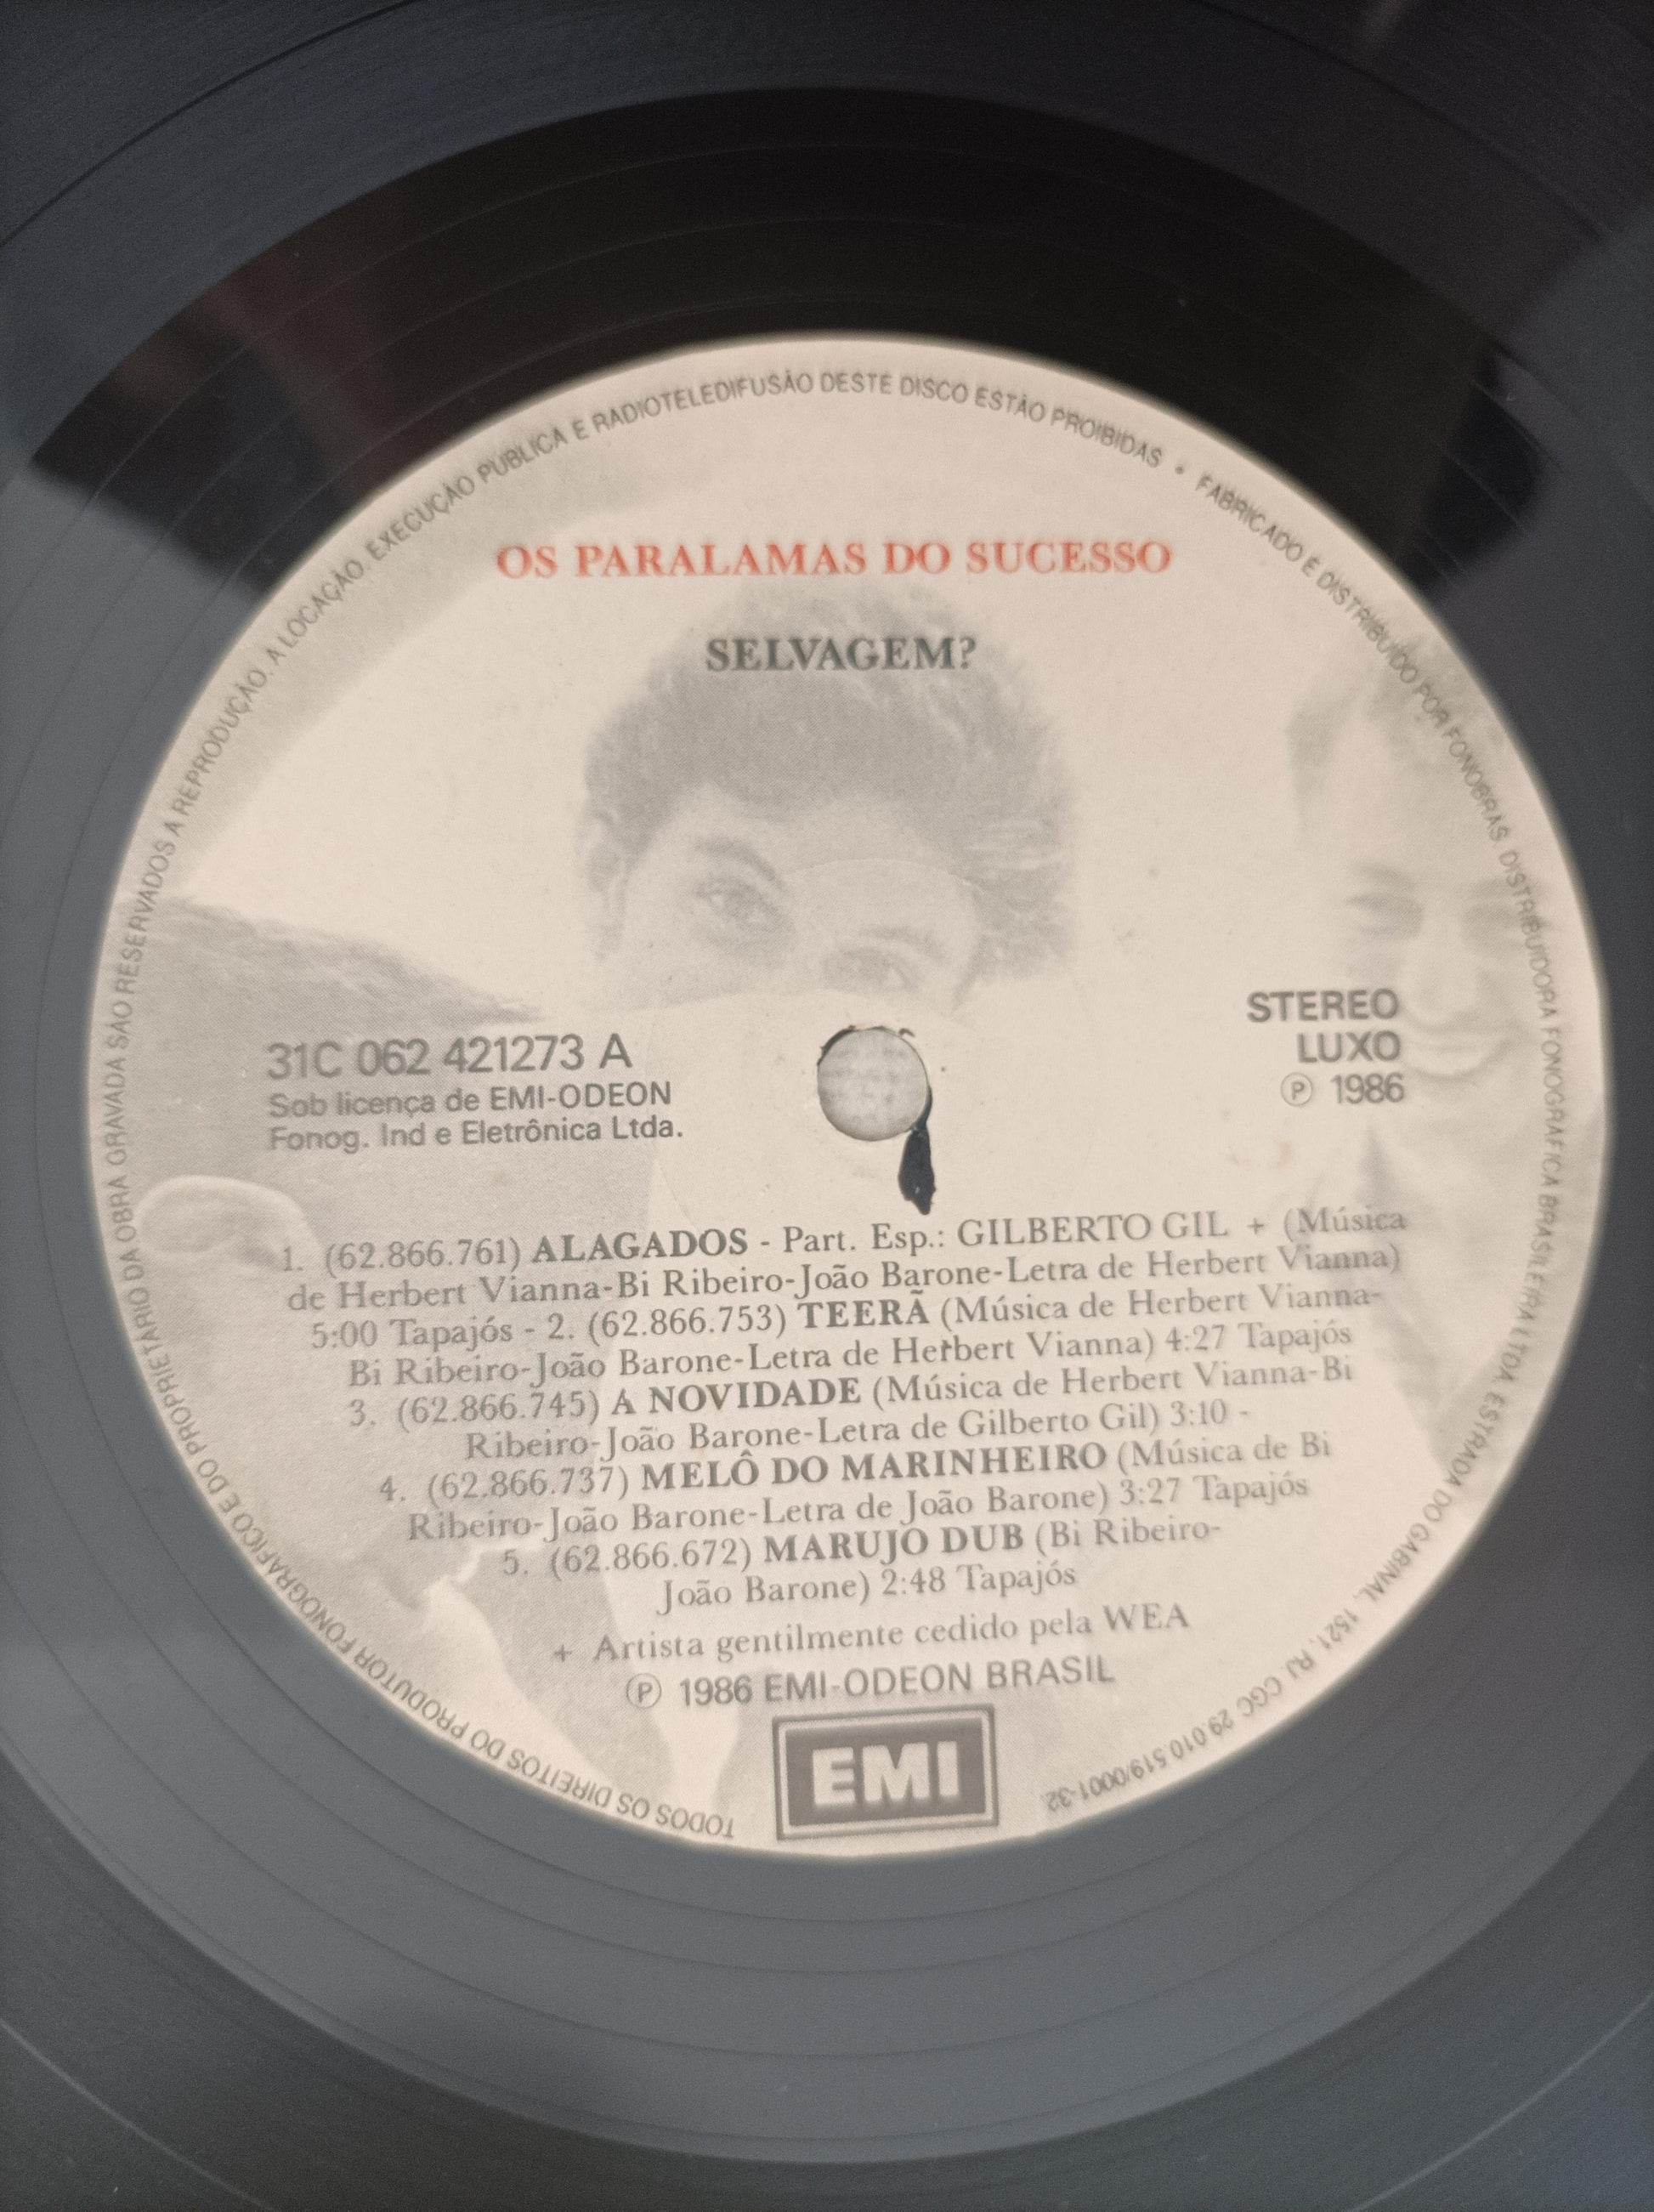 TODOS OS DIREITOS DO PRODUTOR FONOGRAFICO E DO PROPRIETARIO DA OBRA GRAVADA SÃO RESERVADOS A REPRODUÇÃO. A LOCAÇÃO. EXECUÇÃO PUBLICA E RADIOTELEDIFUSÃO DESTE DISCO ESTÃO PROIBIDAS • FABRICADO E DISTRIBUIDO POR FONOBRAS DISTRIBUIDORA FONOGRAFICA BRASILEIRA LTDA. ESTRADA DO GABINAL, 1521. RJ CGC 29.010.519/0001-32
OS PARALAMAS DO SUCESSO
SELVAGEM?
31C 062 421273 A
Sob licença de EMI-ODEON
Fonog. Ind e Eletrônica Ltda.
STEREO
LUXO
Ⓟ 1986
1. (62.866.761) ALAGADOS - Part. Esp.: GILBERTO GIL + (Música
de Herbert Vianna-Bi Ribeiro-João Barone-Letra de Herbert Vianna)
5:00 Tapajós - 2. (62.866.753) TEERÃ (Música de Herbert Vianna-
Bi Ribeiro-João Barone-Letra de Herbert Vianna) 4:27 Tapajós
3. (62.866.745) A NOVIDADE (Música de Herbert Vianna-Bi
Ribeiro-João Barone-Letra de Gilberto Gil) 3:10 -
4. (62.866.737) MELÔ DO MARINHEIRO (Música de Bi
Ribeiro-João Barone-Letra de João Barone) 3:27 Tapajós
5. (62.866.672) MARUJO DUB (Bi Ribeiro-
João Barone) 2:48 Tapajós
+ Artista gentilmente cedido pela WEA
Ⓟ 1986 EMI-ODEON BRASIL
EMI